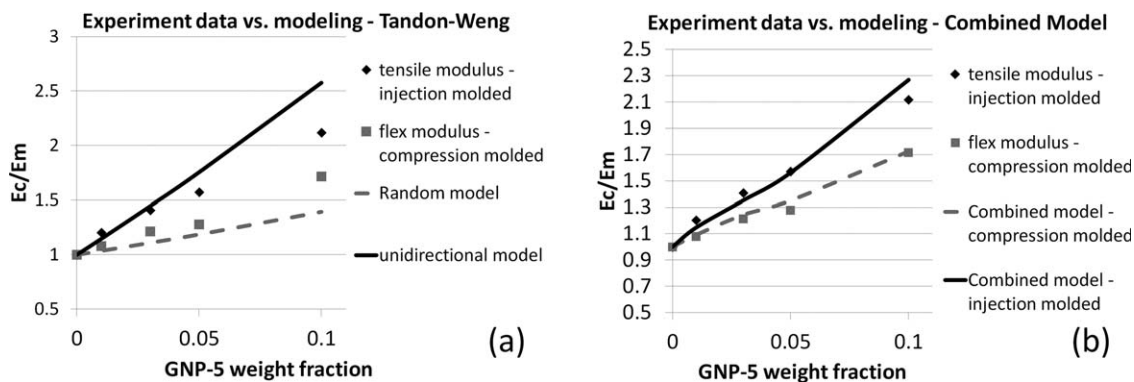 Experiment data vs. modeling - Tandon-Weng
3
2.5
2
1.5
1
0.5
Ec/Em
0
0.05
0.1
GNP-5 weight fraction
tensile modulus -
injection molded
flex modulus -
compression molded
Random model
unidirectional model
(a)
Experiment data vs. modeling - Combined Model
2.5
2.3
2.1
1.9
1.7
1.5
1.3
1.1
0.9
0.7
0.5
Ec/Em
0
0.05
0.1
GNP-5 weight fraction
tensile modulus -
injection molded
flex modulus -
compression molded
Combined model -
compression molded
Combined model -
injection molded
(b)